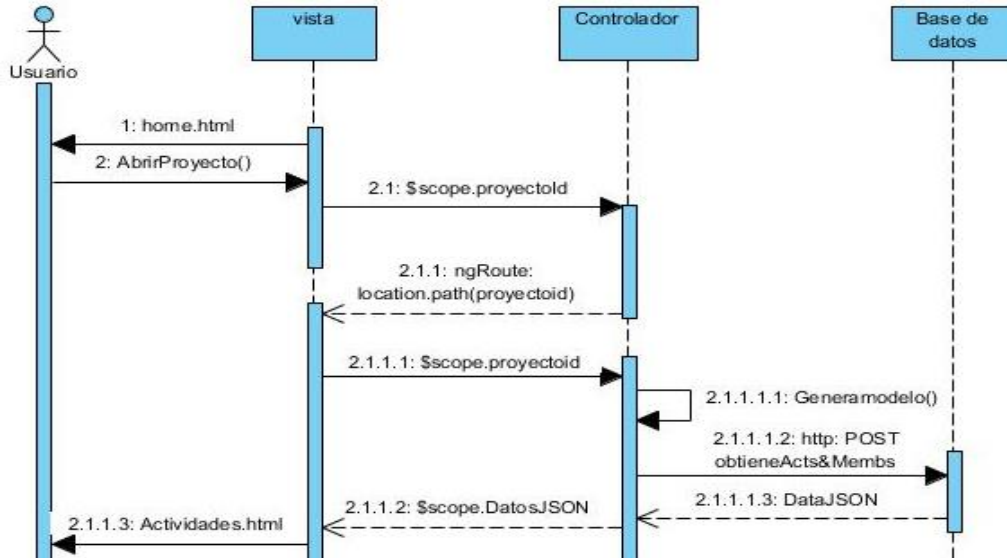 vista
Controlador
Base de
datos
Usuario
1: home.html
2: AbrirProyecto()
2.1: $scope.proyectoId
2.1.1: ngRoute:
location.path(proyectoid)
2.1.1.1: $scope.proyectoid
2.1.1.1.1: Generamodelo()
2.1.1.1.2: http: POST
obtieneActs&Membs
2.1.1.1.3: DataJSON
2.1.1.2: $scope.DatosJSON
2.1.1.3: Actividades.html